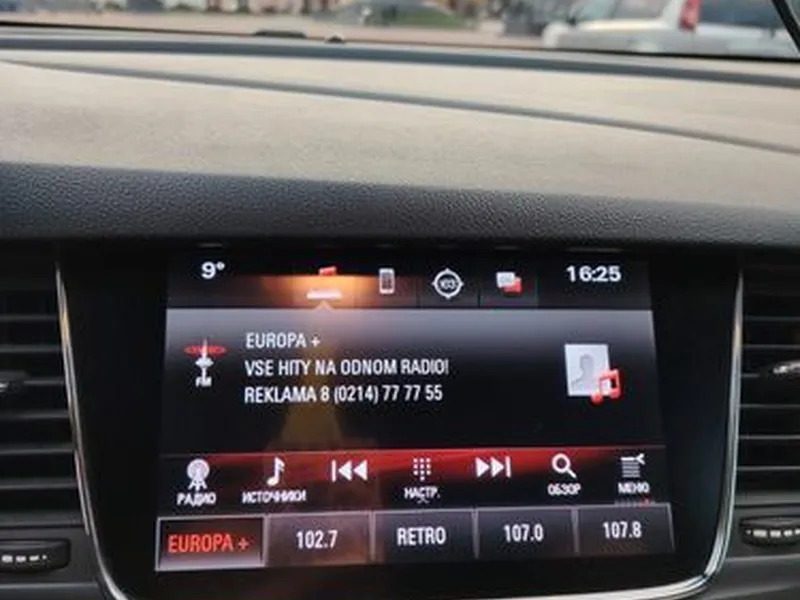 9° 16:25
EUROPA +
VSE HITY NA ODNOM RADIO!
REKLAMA 8 (0214) 77 77 55
FM
РАДИО ИСТОЧНИКИ НАСТР. ОБЗОР МЕНЮ
EUROPA + 102.7 RETRO 107.0 107.8